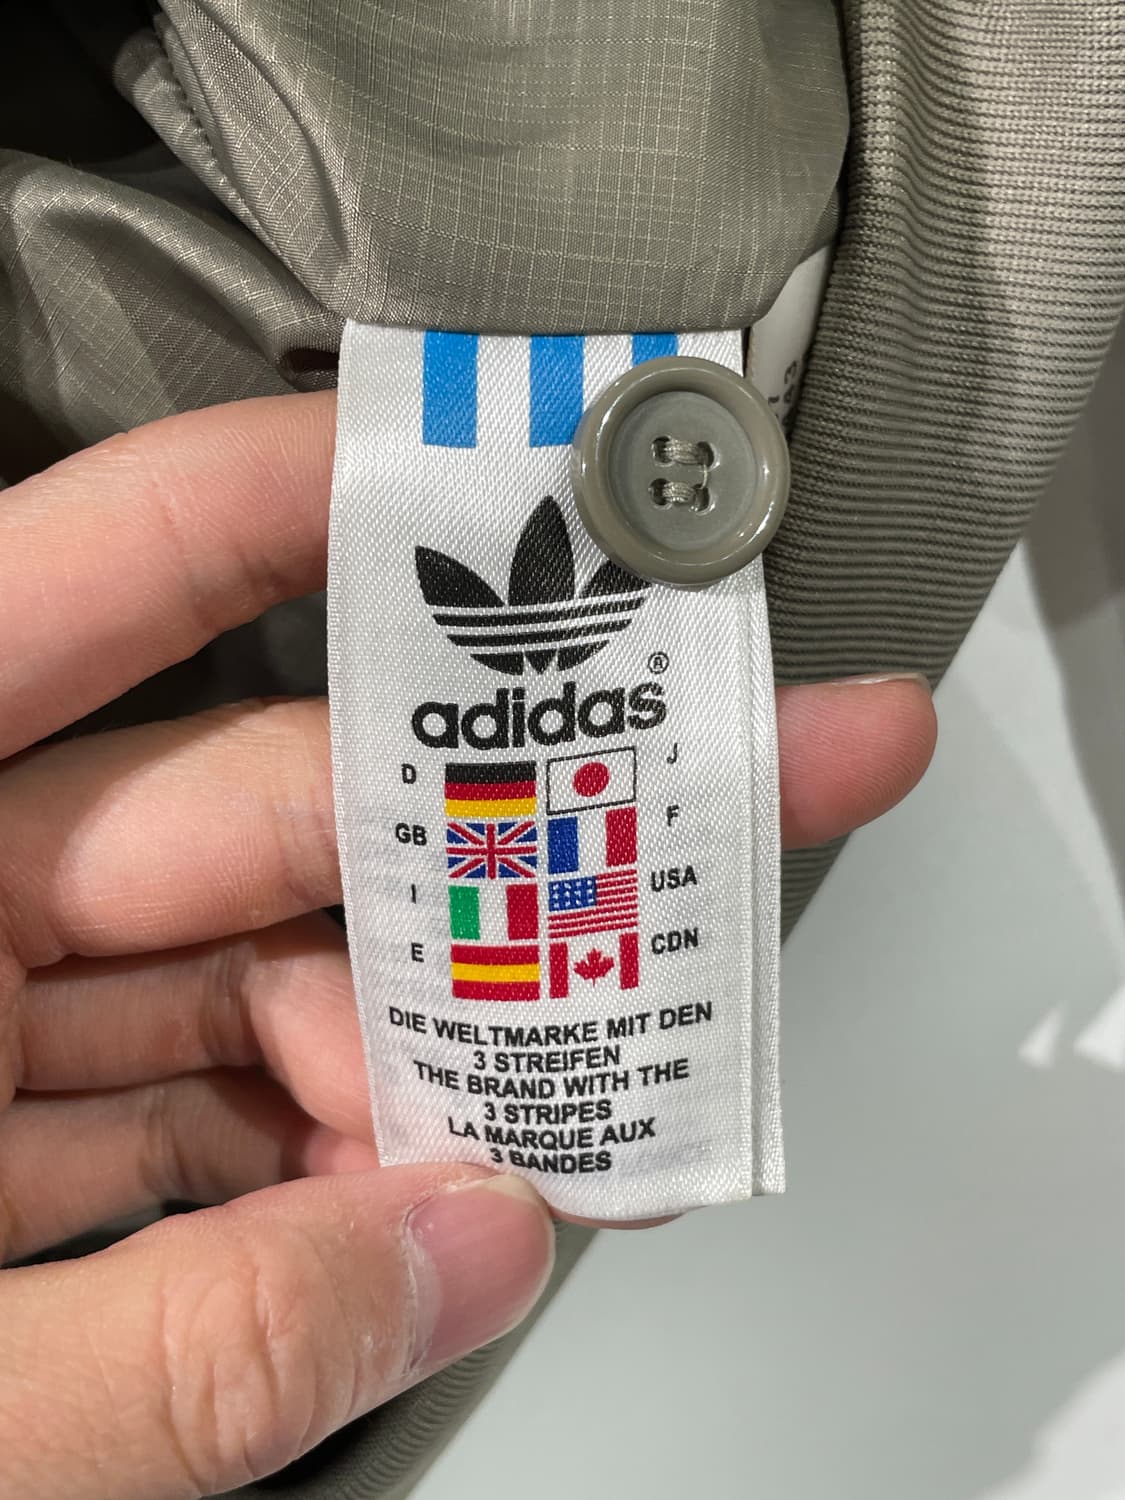 adidas®
D
J
GB
F
I
USA
E
CDN
DIE WELTMARKE MIT DEN
3 STREIFEN
THE BRAND WITH THE
3 STRIPES
LA MARQUE AUX
3 BANDES